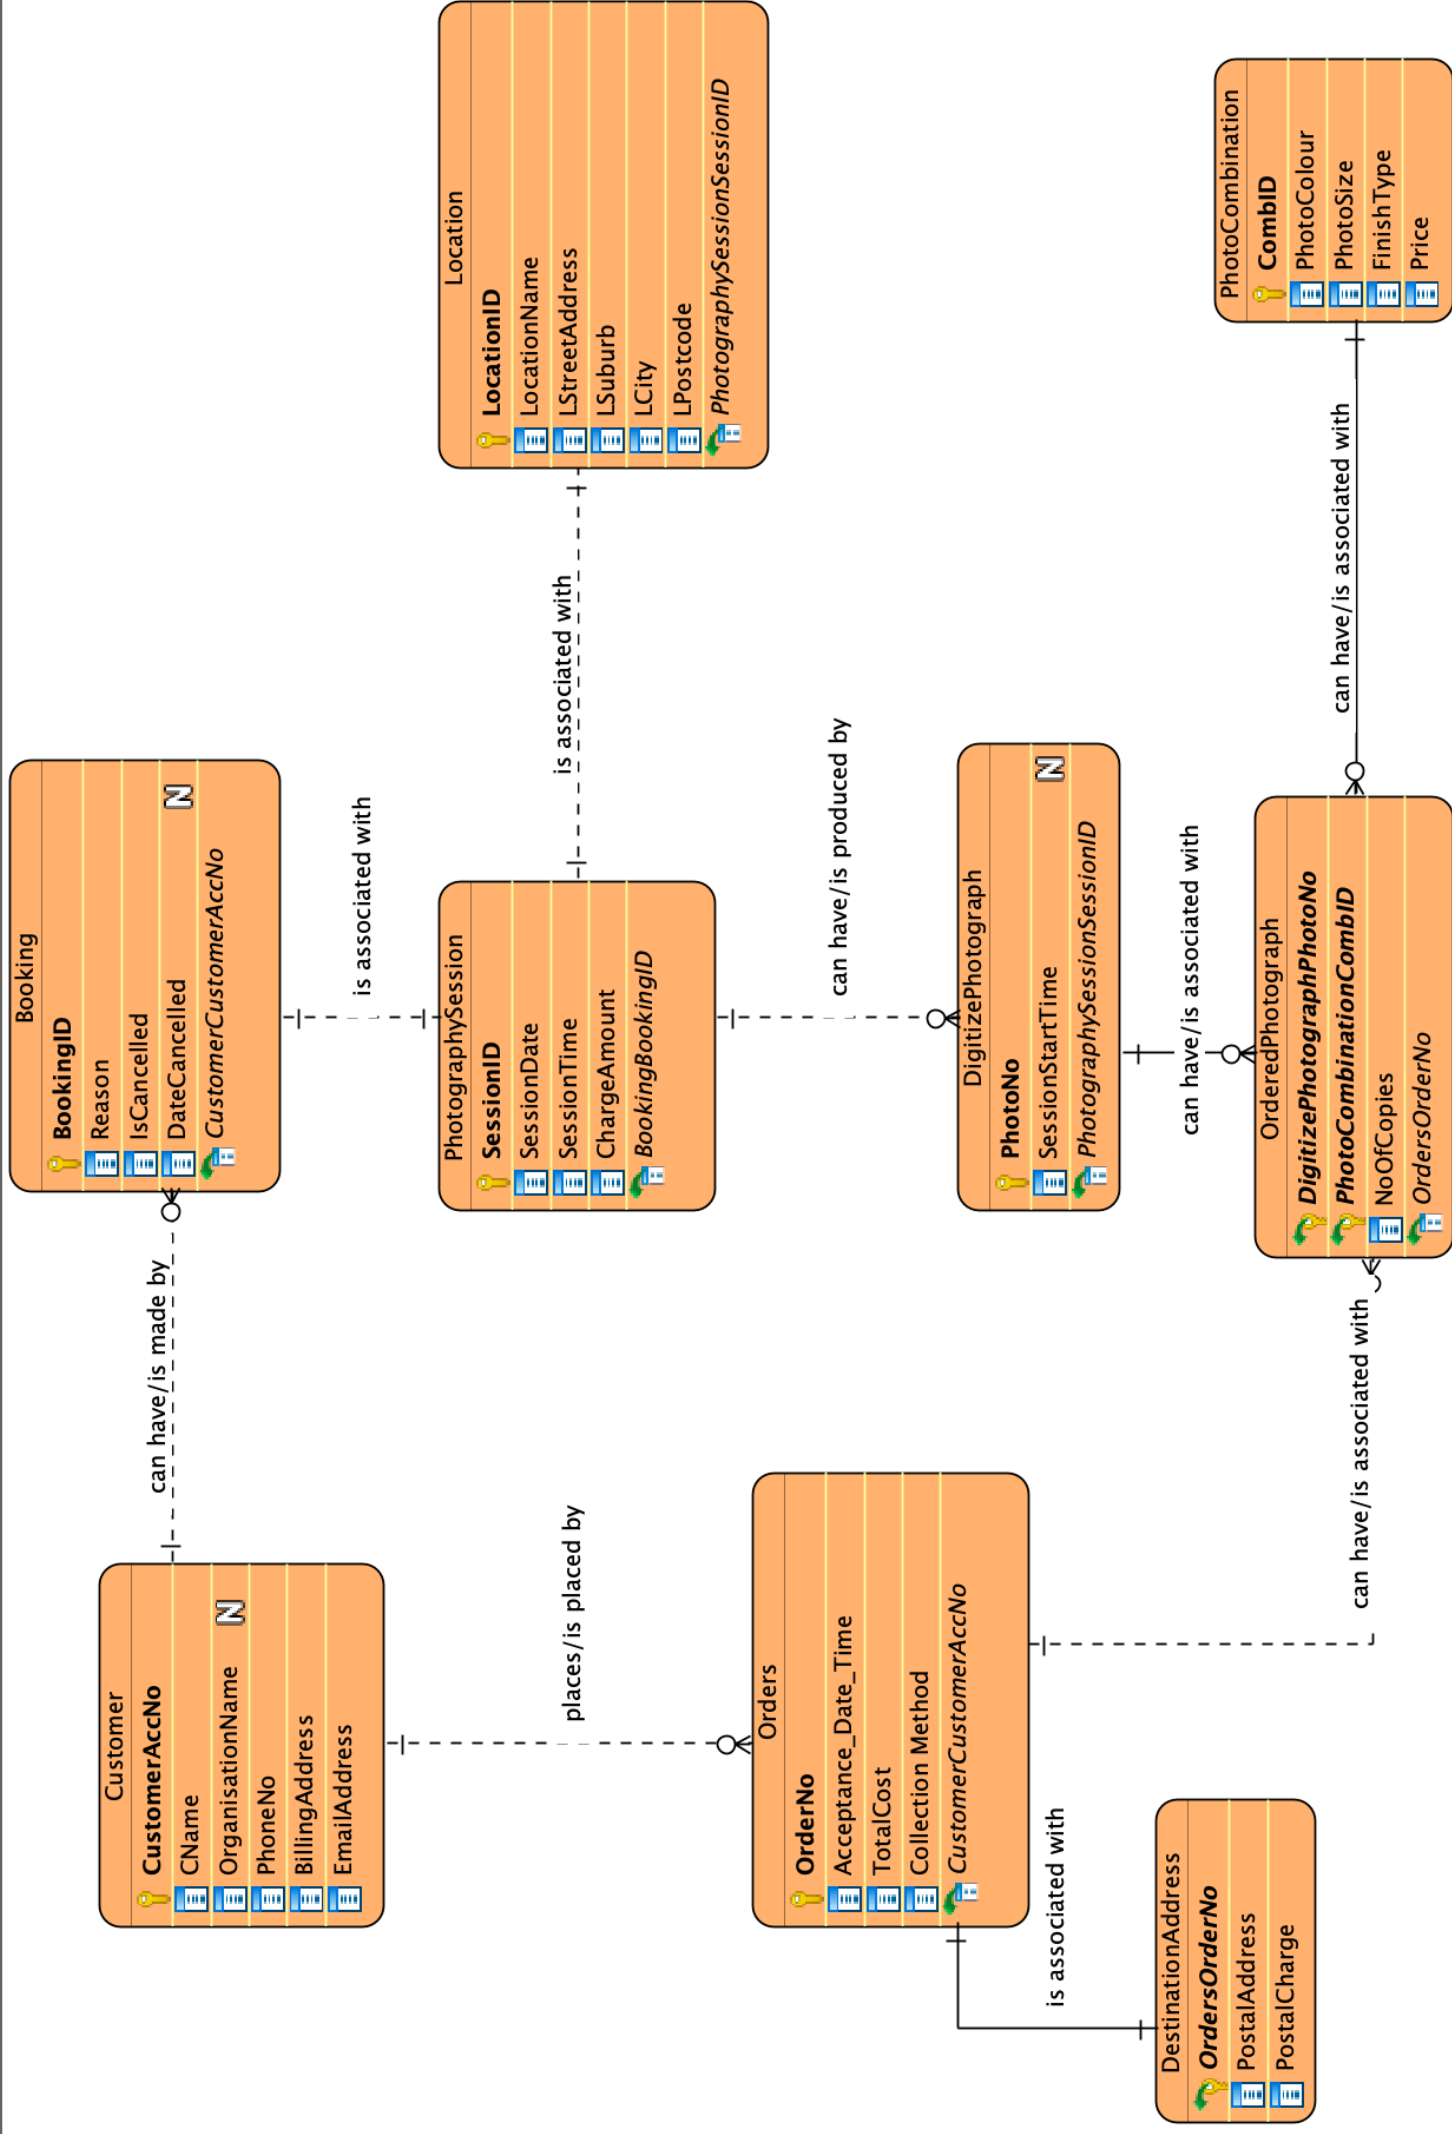 Customer
CustomerAccNo
CName
OrganisationName
N
PhoneNo
BillingAddress
EmailAddress
can have/is made by
Booking
BookingID
Reason
IsCancelled
DateCancelled
N
CustomerCustomerAccNo
is associated with
PhotographySession
SessionID
SessionDate
SessionTime
ChargeAmount
BookingBookingID
is associated with
Location
LocationID
LocationName
LStreetAddress
LSuburb
LCity
LPostcode
PhotographySessionSessionID
places/is placed by
can have/is produced by
Orders
OrderNo
Acceptance_Date_Time
TotalCost
Collection Method
CustomerCustomerAccNo
DigitizePhotograph
PhotoNo
SessionStartTime
N
PhotographySessionSessionID
is associated with
can have/is associated with
DestinationAddress
OrdersOrderNo
PostalAddress
PostalCharge
can have/is associated with
OrderedPhotograph
DigitizePhotographPhotoNo
PhotoCombinationCombID
NoOfCopies
OrdersOrderNo
can have/is associated with
PhotoCombination
CombID
PhotoColour
PhotoSize
FinishType
Price